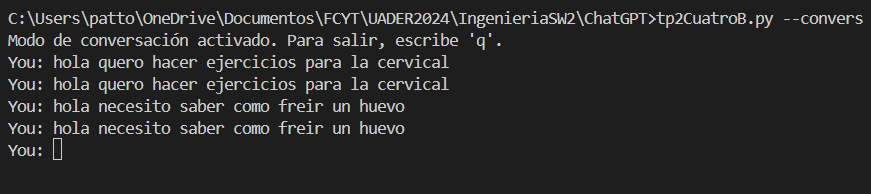 C:\Users\patto\OneDrive\Documentos\FCYT\UADER2024\IngenieriaSW2\ChatGPT>tp2CuatroB.py --convers
Modo de conversación activado. Para salir, escribe 'q'.
You: hola quero hacer ejercicios para la cervical
You: hola quero hacer ejercicios para la cervical
You: hola necesito saber como freir un huevo
You: hola necesito saber como freir un huevo
You: